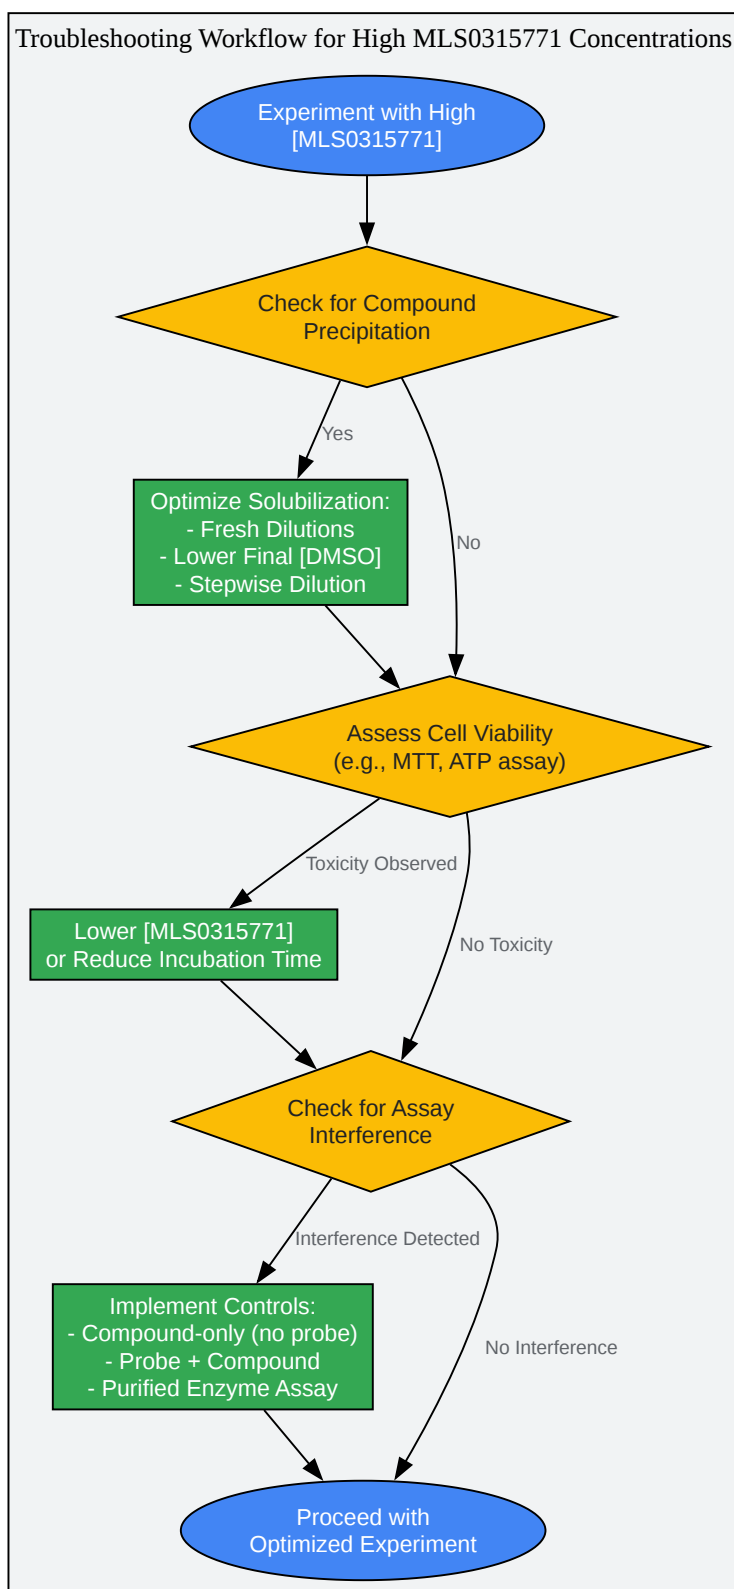 Troubleshooting Workflow for High MLS0315771 Concentrations
Experiment with High
[MLS0315771]
Check for Compound
Precipitation
Yes
No
Optimize Solubilization:
- Fresh Dilutions
- Lower Final [DMSO]
- Stepwise Dilution
Assess Cell Viability
(e.g., MTT, ATP assay)
Toxicity Observed
No Toxicity
Lower [MLS0315771]
or Reduce Incubation Time
Check for Assay
Interference
Interference Detected
No Interference
Implement Controls:
- Compound-only (no probe)
- Probe + Compound
- Purified Enzyme Assay
Proceed with
Optimized Experiment